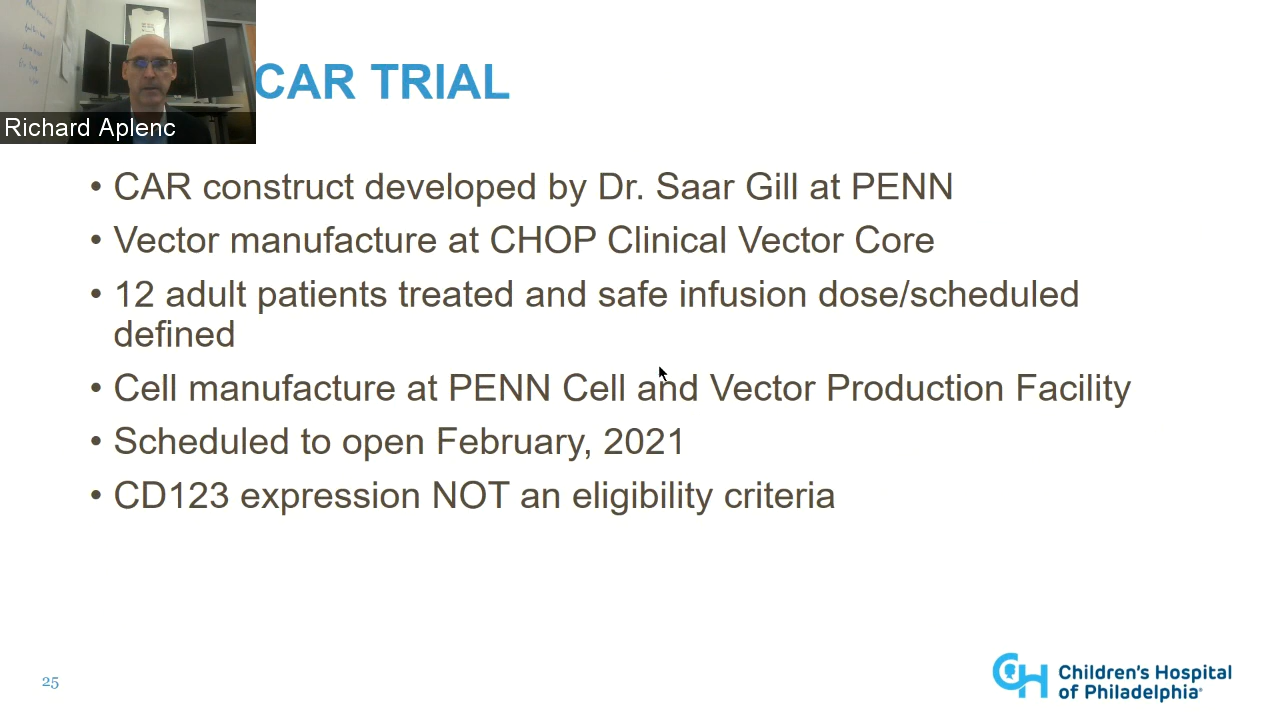 CAR TRIAL
Richard Aplenc
• CAR construct developed by Dr. Saar Gill at PENN
• Vector manufacture at CHOP Clinical Vector Core
• 12 adult patients treated and safe infusion dose/scheduled
defined
• Cell manufacture at PENN Cell and Vector Production Facility
• Scheduled to open February, 2021
• CD123 expression NOT an eligibility criteria
25
Children's Hospital
of Philadelphia